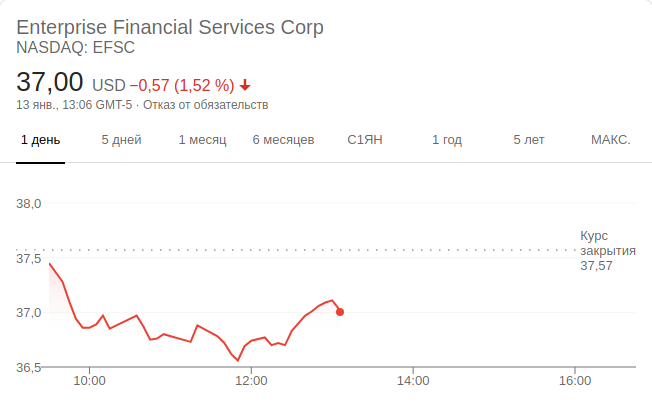 Enterprise Financial Services Corp
NASDAQ: EFSC
37,00 USD −0,57 (1,52 %)
13 янв., 13:06 GMT-5 · Отказ от обязательств
1 день 5 дней 1 месяц 6 месяцев С1ЯН 1 год 5 лет МАКС.
38,0
Курс
закрытия
37,57
37,5
37,0
36,5
10:00 12:00 14:00 16:00